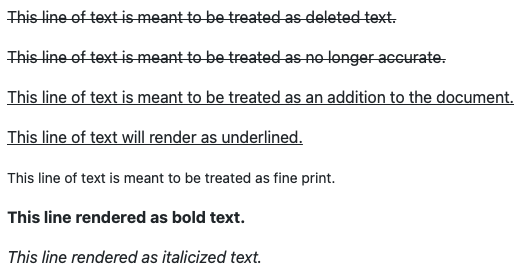 This line of text is meant to be treated as deleted text.
This line of text is meant to be treated as no longer accurate.
This line of text is meant to be treated as an addition to the document.
This line of text will render as underlined.
This line of text is meant to be treated as fine print.
This line rendered as bold text.
This line rendered as italicized text.